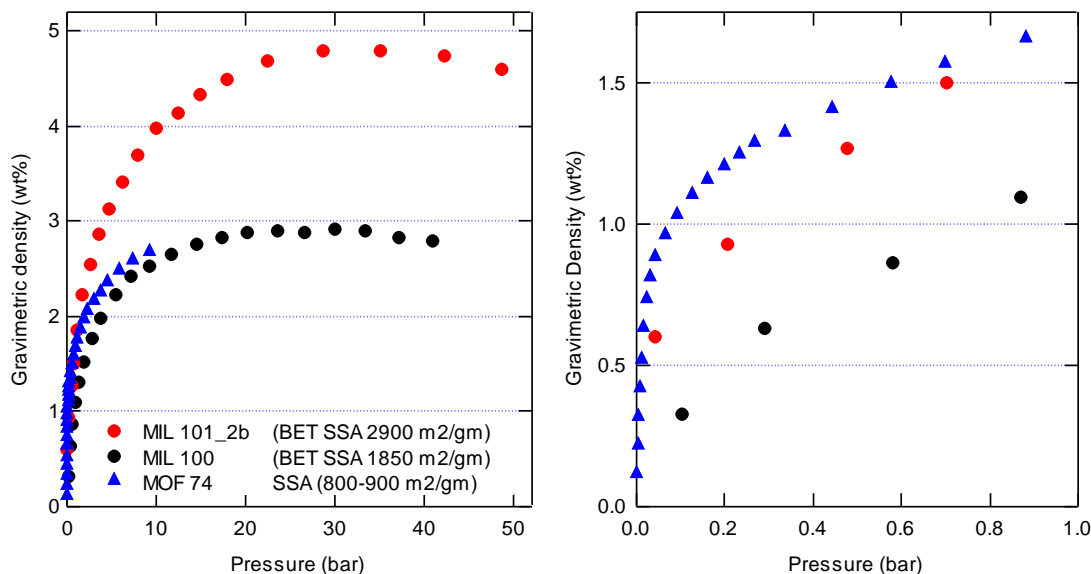 5
4
3
2
1
0
Gravimetric density (wt%)
MIL 101_2b (BET SSA 2900 m2/gm)
MIL 100 (BET SSA 1850 m2/gm)
MOF 74 SSA (800-900 m2/gm)
0 10 20 30 40 50
Pressure (bar)
1.5
1.0
0.5
0.0
Gravimetric Density (wt%)
0.0 0.2 0.4 0.6 0.8 1.0
Pressure (bar)